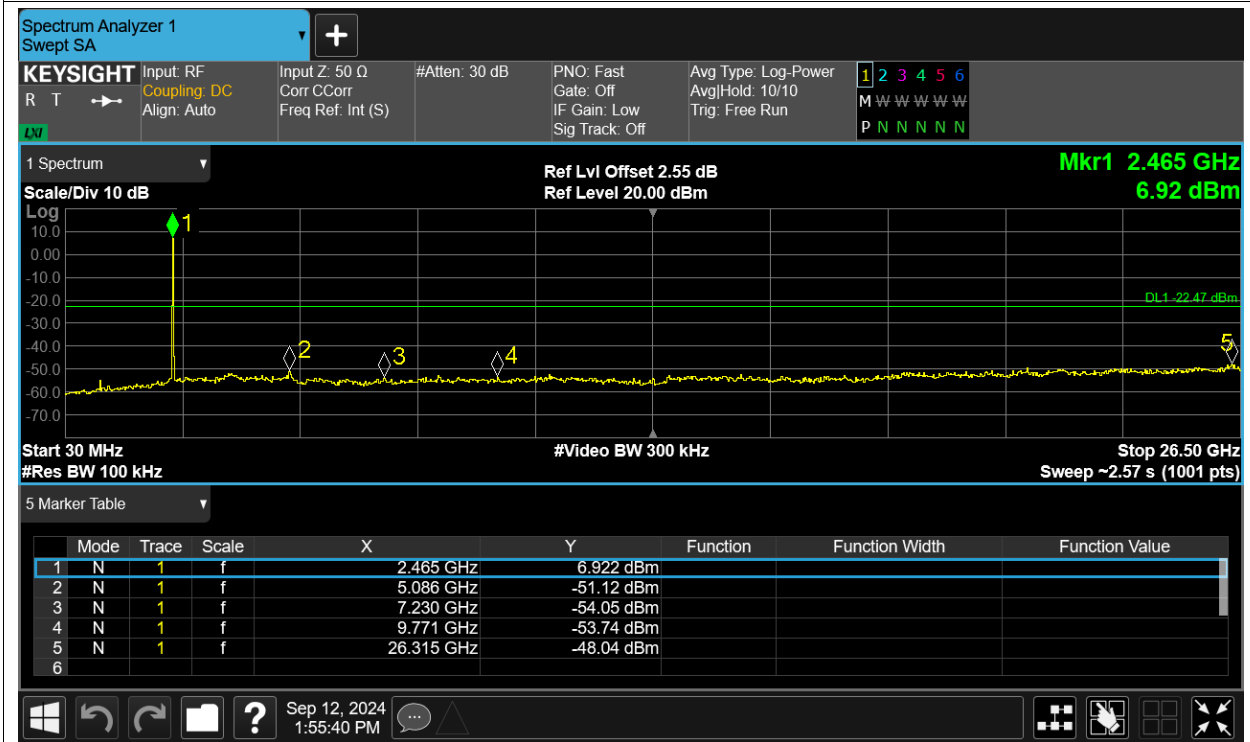 Spectrum Analyzer 1
Swept SA
+
KEYSIGHT
R T
LXI
Input: RF
Coupling: DC
Align: Auto
Input Z: 50 Ω
Corr CCorr
Freq Ref: Int (S)
#Atten: 30 dB
PNO: Fast
Gate: Off
IF Gain: Low
Sig Track: Off
Avg Type: Log-Power
Avg|Hold: 10/10
Trig: Free Run
1 2 3 4 5 6
M W W W W W
P N N N N N
1 Spectrum
Scale/Div 10 dB
Ref Lvl Offset 2.55 dB
Ref Level 20.00 dBm
Mkr1 2.465 GHz
6.92 dBm
Log
10.0
0.00
-10.0
-20.0
-30.0
-40.0
-50.0
-60.0
-70.0
1
2
3
4
5
DL1 -22.47 dBm
Start 30 MHz
#Res BW 100 kHz
#Video BW 300 kHz
Stop 26.50 GHz
Sweep ~2.57 s (1001 pts)
5 Marker Table
Mode Trace Scale X Y Function Function Width Function Value
1 N 1 f 2.465 GHz 6.922 dBm
2 N 1 f 5.086 GHz -51.12 dBm
3 N 1 f 7.230 GHz -54.05 dBm
4 N 1 f 9.771 GHz -53.74 dBm
5 N 1 f 26.315 GHz -48.04 dBm
6
?
Sep 12, 2024
1:55:40 PM